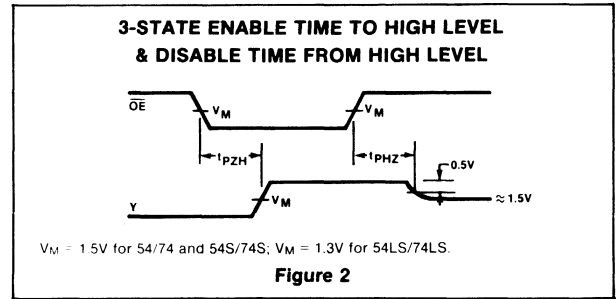 3-STATE ENABLE TIME TO HIGH LEVEL
& DISABLE TIME FROM HIGH LEVEL
OE
VM
VM
tPZH
tPHZ
0.5V
Y
VM
≈ 1.5V
VM = 1.5V for 54/74 and 54S/74S; VM = 1.3V for 54LS/74LS.
Figure 2